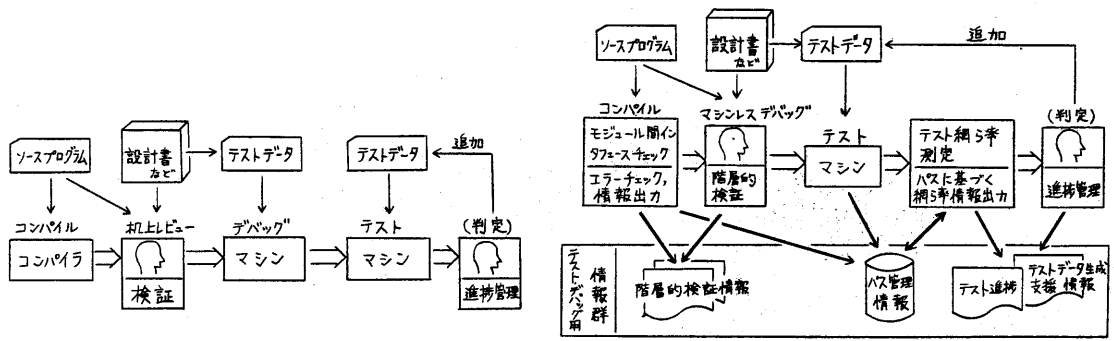 ソースプログラム
設計書
など
テストデータ
テストデータ
追加
コンパイル
机上レビュー
デバッグ
テスト
(判定)
コンパイラ
検証
マシン
マシン
進捗管理
ソースプログラム
設計書
など
テストデータ
追加
コンパイル
マシンレスデバッグ
テスト
(判定)
モジュール間イン
タフェースチェック
エラーチェック,
情報出力
階層的
検証
マシン
テスト網ら率
測定
パスに基づく
網ら率情報出力
進捗管理
テストデバッグ用
情報群
階層的検証情報
パス管理
情報
テスト進捗
テストデータ生成
支援情報